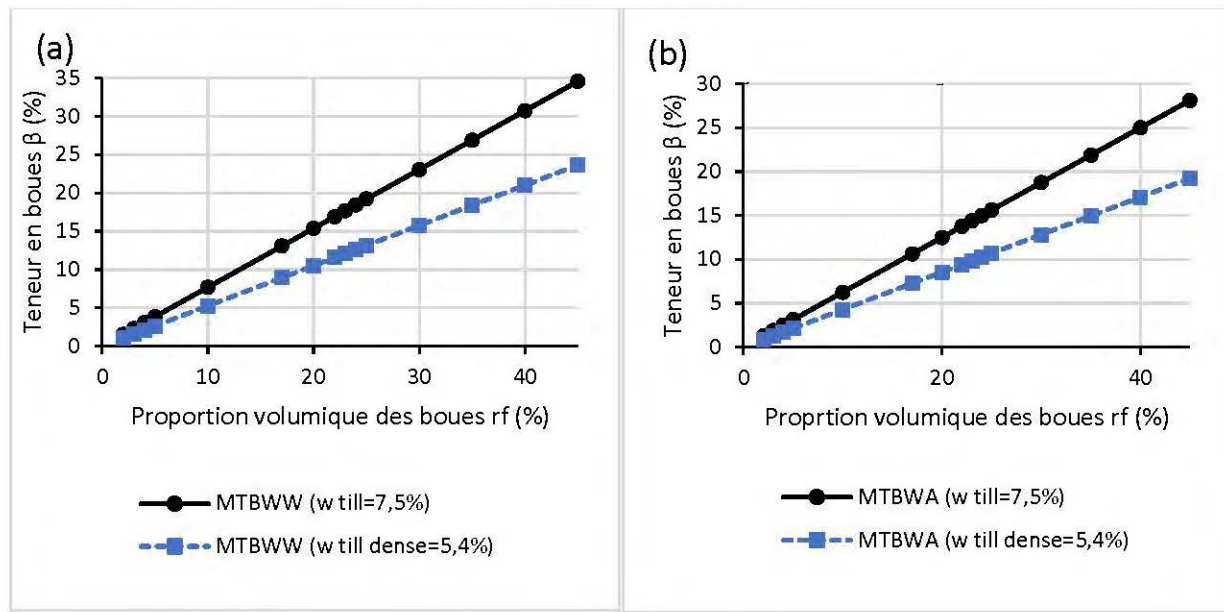 (a)
Teneur en boues β (%)
35
30
25
20
15
10
5
0
0 10 20 30 40
Proportion volumique des boues rf (%)
MTBWW (w till=7,5%)
MTBWW (w till dense=5,4%)
(b)
Teneur en boues β (%)
30
25
20
15
10
5
0
0 20 40
Proprtion volumique des boues rf (%)
MTBWA (w till=7,5%)
MTBWA (w till dense=5,4%)